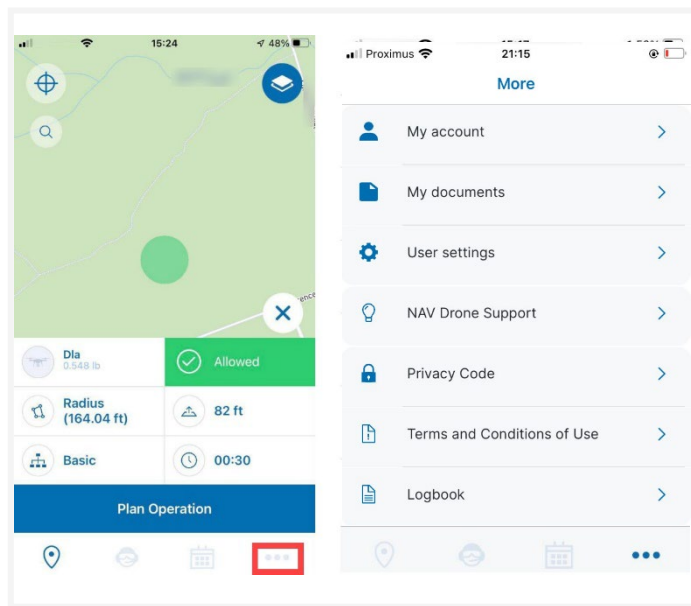 15:24
48%
Dla
0.548 lb
Allowed
Radius
(164.04 ft)
82 ft
Basic
00:30
Plan Operation
Proximus
21:15
More
My account
My documents
User settings
NAV Drone Support
Privacy Code
Terms and Conditions of Use
Logbook